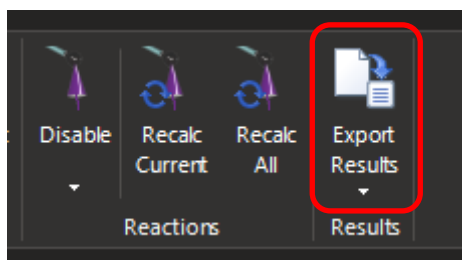 Disable
Recalc
Current
Recalc
All
Export
Results
Reactions
Results